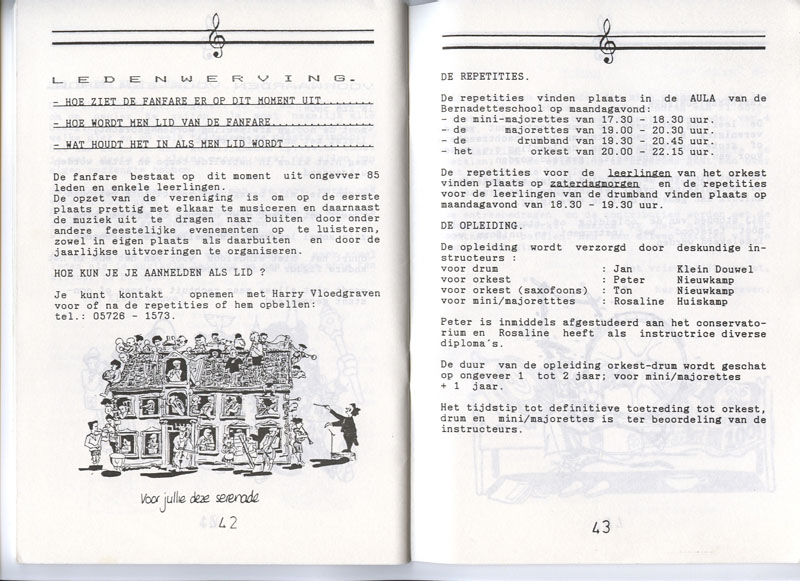 LEDENWERVING.
- HOE ZIET DE FANFARE ER OP DIT MOMENT UIT........
- HOE WORDT MEN LID VAN DE FANFARE................
- WAT HOUDT HET IN ALS MEN LID WORDT..............
De fanfare bestaat op dit moment uit ongevver 85
leden en enkele leerlingen.
De opzet van de vereniging is om op de eerste
plaats prettig met elkaar te musiceren en daarnaast
de muziek uit te dragen naar buiten door onder
andere feestelijke evenementen op te luisteren,
zowel in eigen plaats als daarbuiten en door de
jaarlijkse uitvoeringen te organiseren.
HOE KUN JE JE AANMELDEN ALS LID ?
Je kunt kontakt opnemen met Harry Vloedgraven
voor of na de repetities of hem opbellen:
tel.: 05726 - 1573.
Voor jullie deze serenade
42
DE REPETITIES.
De repetities vinden plaats in de AULA van de
Bernadetteschool op maandagavond:
- de mini-majorettes van 17.30 - 18.30 uur.
- de majorettes van 19.00 - 20.30 uur.
- de drumband van 19.30 - 20.45 uur.
- het orkest van 20.00 - 22.15 uur.
De repetities voor de leerlingen van het orkest
vinden plaats op zaterdagmorgen en de repetities
voor de leerlingen van de drumband vinden plaats op
maandagavond van 18.30 - 19.30 uur.
DE OPLEIDING.
De opleiding wordt verzorgd door deskundige in-
structeurs :
voor drum : Jan Klein Douwel
voor orkest : Peter Nieuwkamp
voor orkest (saxofoons) : Ton Nieuwkamp
voor mini/majoretttes : Rosaline Huiskamp
Peter is inmiddels afgestudeerd aan het conservato-
rium en Rosaline heeft als instructrice diverse
diploma's.
De duur van de opleiding orkest-drum wordt geschat
op ongeveer 1 tot 2 jaar; voor mini/majorettes
+ 1 jaar.
Het tijdstip tot definitieve toetreding tot orkest,
drum en mini/majorettes is ter beoordeling van de
instructeurs.
43